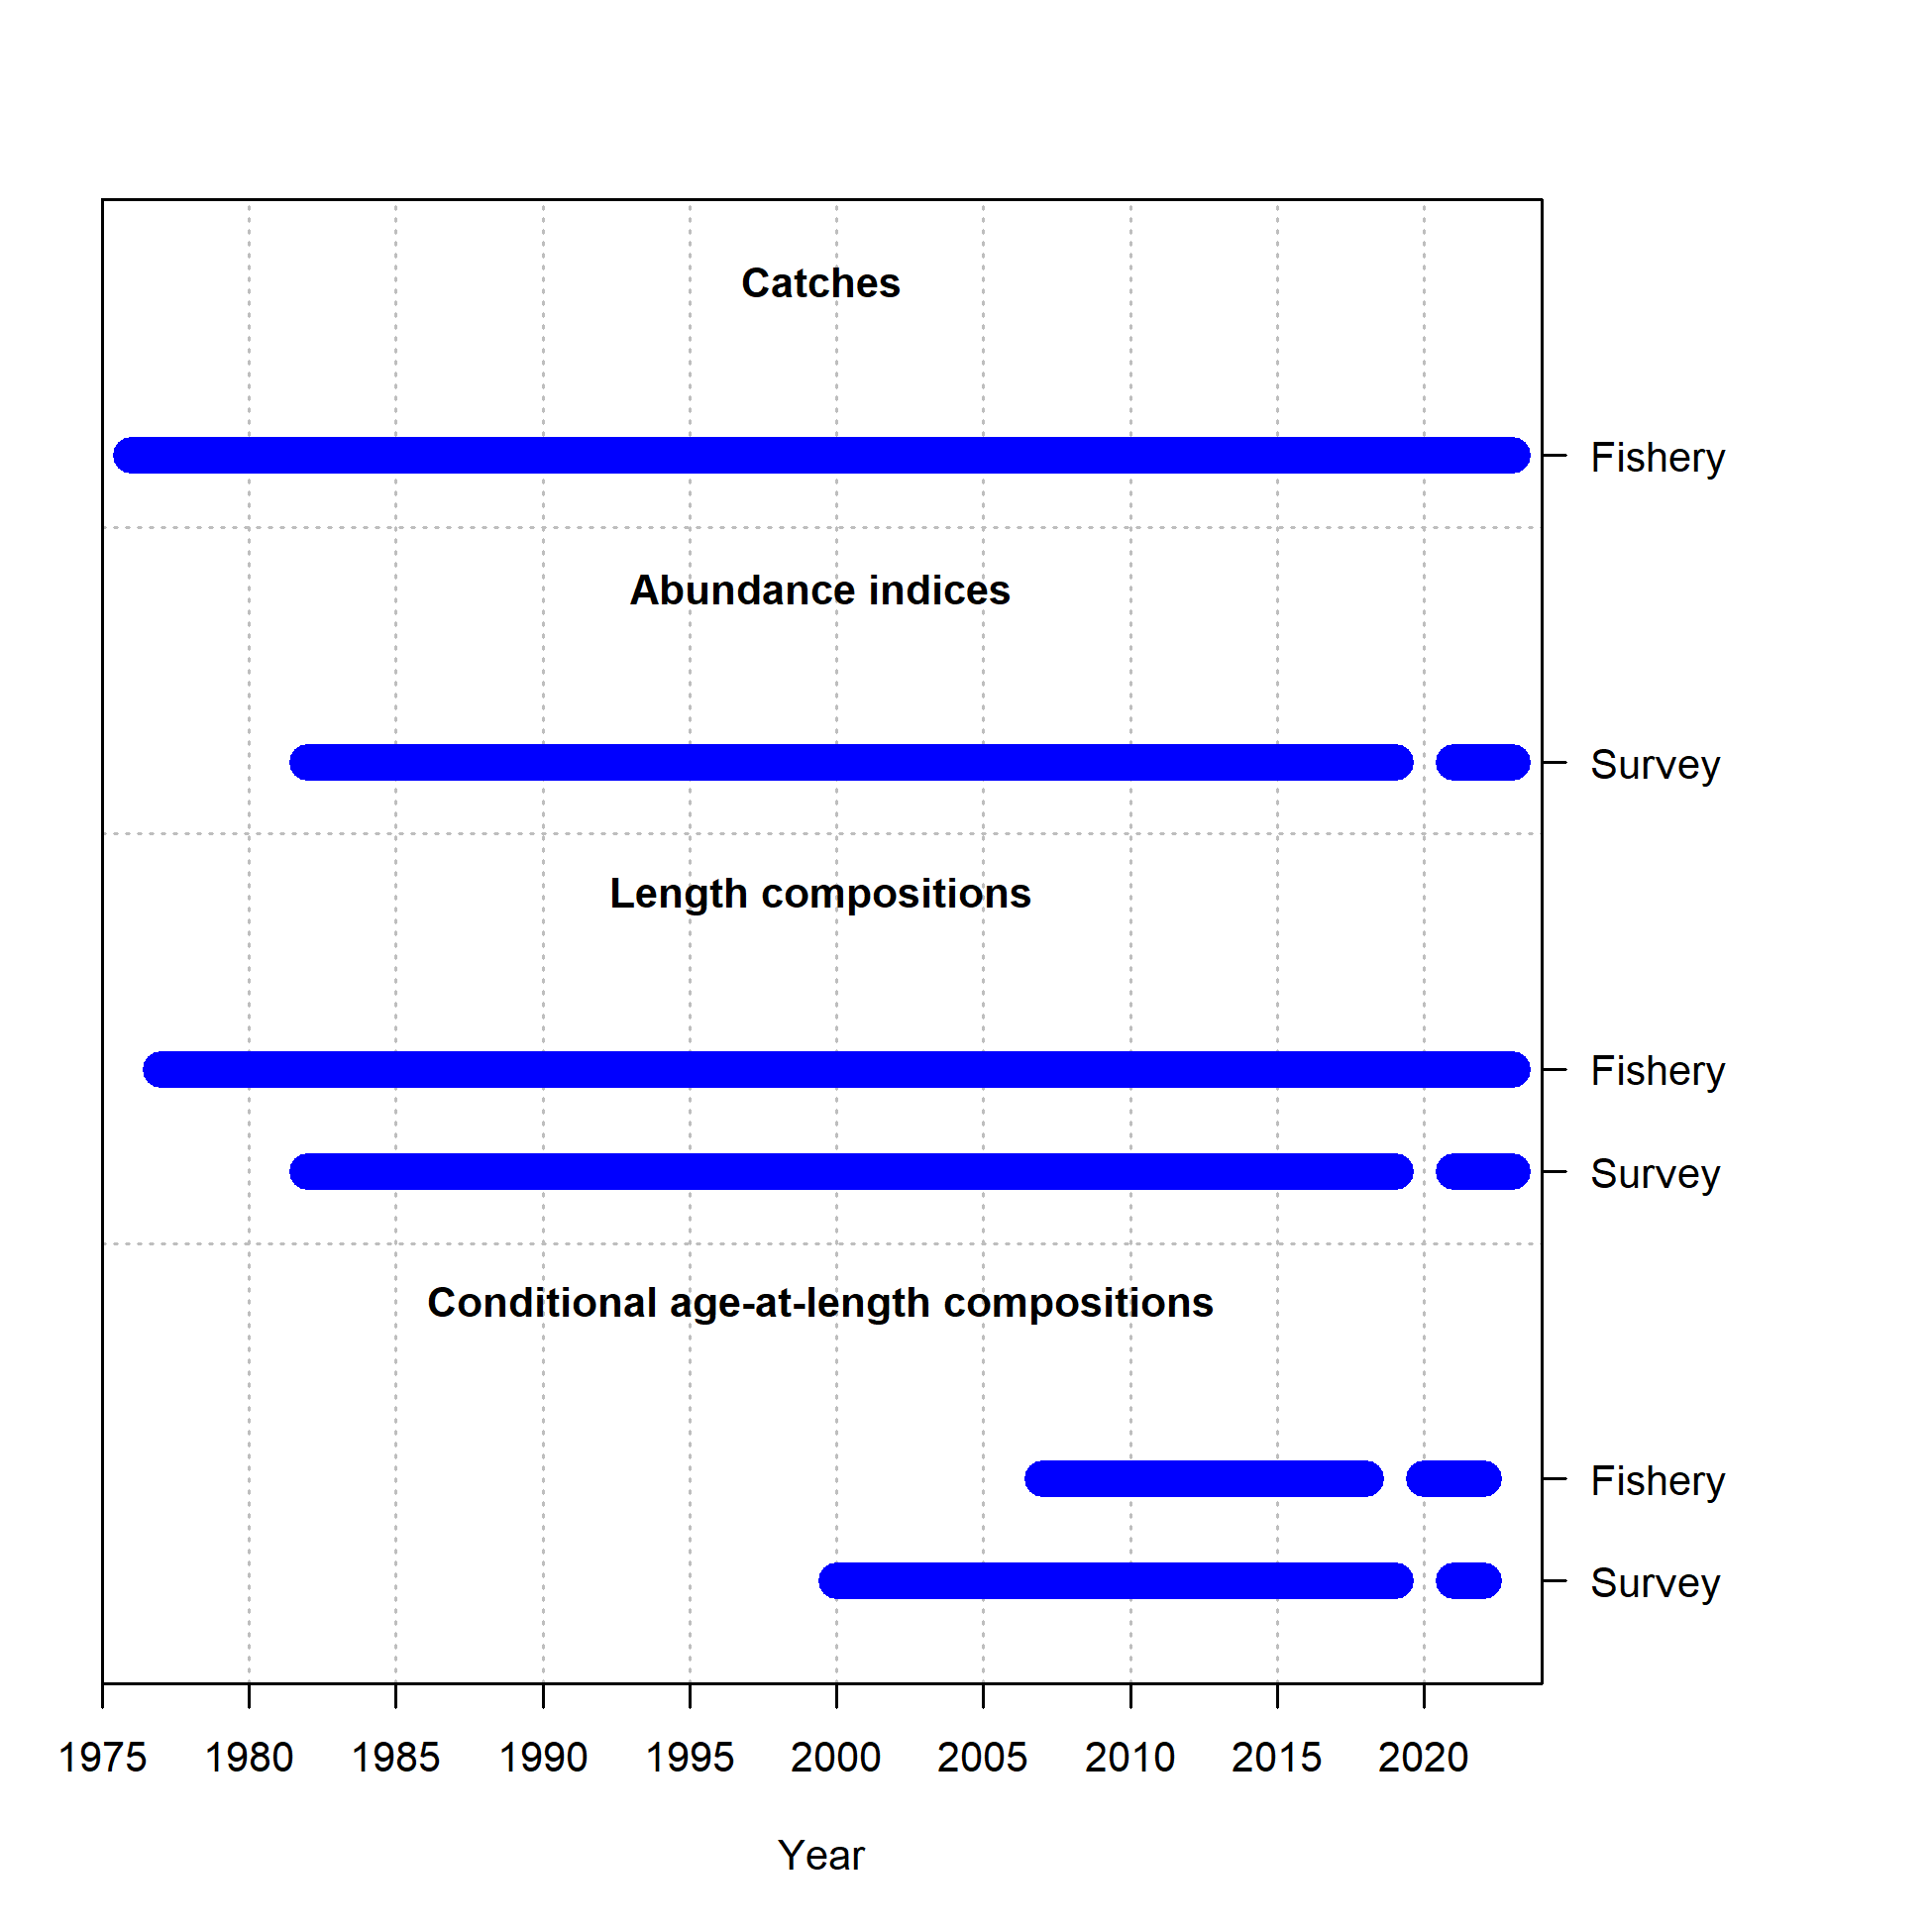 Catches
Fishery
Abundance indices
Survey
Length compositions
Fishery
Survey
Conditional age-at-length compositions
Fishery
Survey
1975 1980 1985 1990 1995 2000 2005 2010 2015 2020
Year